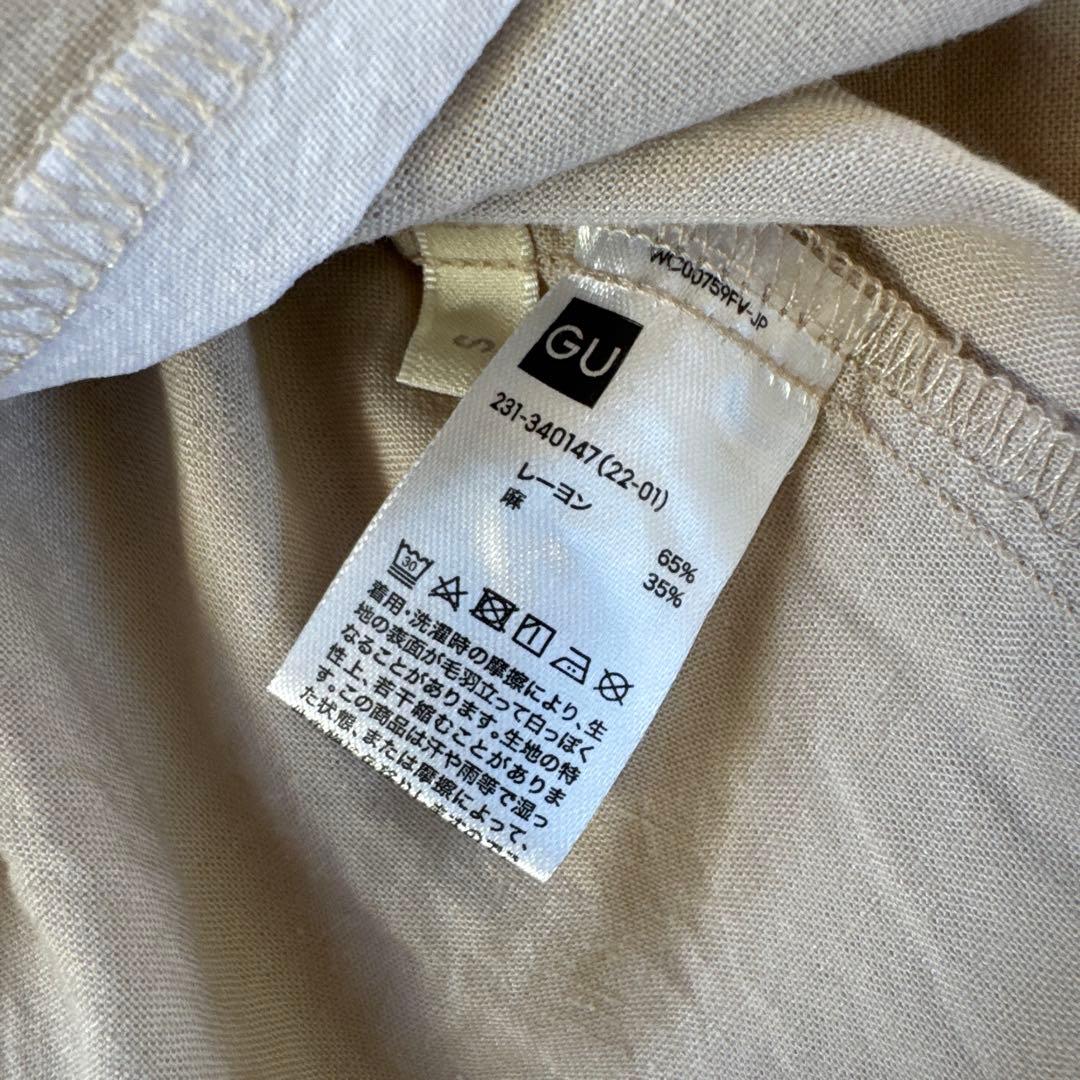 WC00759FV-JP
S
GU
231-340147(22-01)
レーヨン 65%
麻 35%
30
着用・洗濯時の摩擦により、生
地の表面が毛羽立って白っぽく
なることがあります。生地の特
性上、若干縮むことがありま
す。この商品は汗や雨等で湿っ
た状態、または摩擦によって、